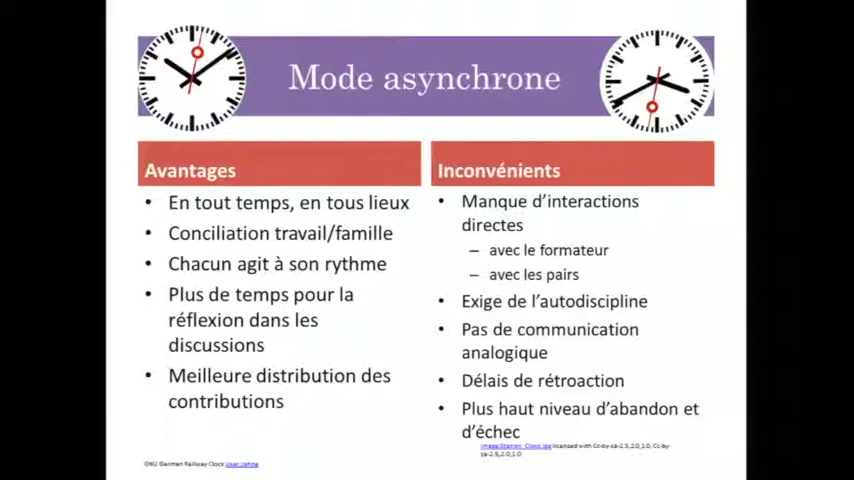 Mode asynchrone
Avantages
• En tout temps, en tous lieux
• Conciliation travail/famille
• Chacun agit à son rythme
• Plus de temps pour la
réflexion dans les
discussions
• Meilleure distribution des
contributions
Inconvénients
• Manque d'interactions
directes
– avec le formateur
– avec les pairs
• Exige de l'autodiscipline
• Pas de communication
analogique
• Délais de rétroaction
• Plus haut niveau d'abandon et
d'échec
Image:Station_Clock.jpg licensed with Cc-by-sa-2.5,2.0,1.0, Cc-by-
sa-2.5,2.0,1.0
German Railway Clock User:Jahne